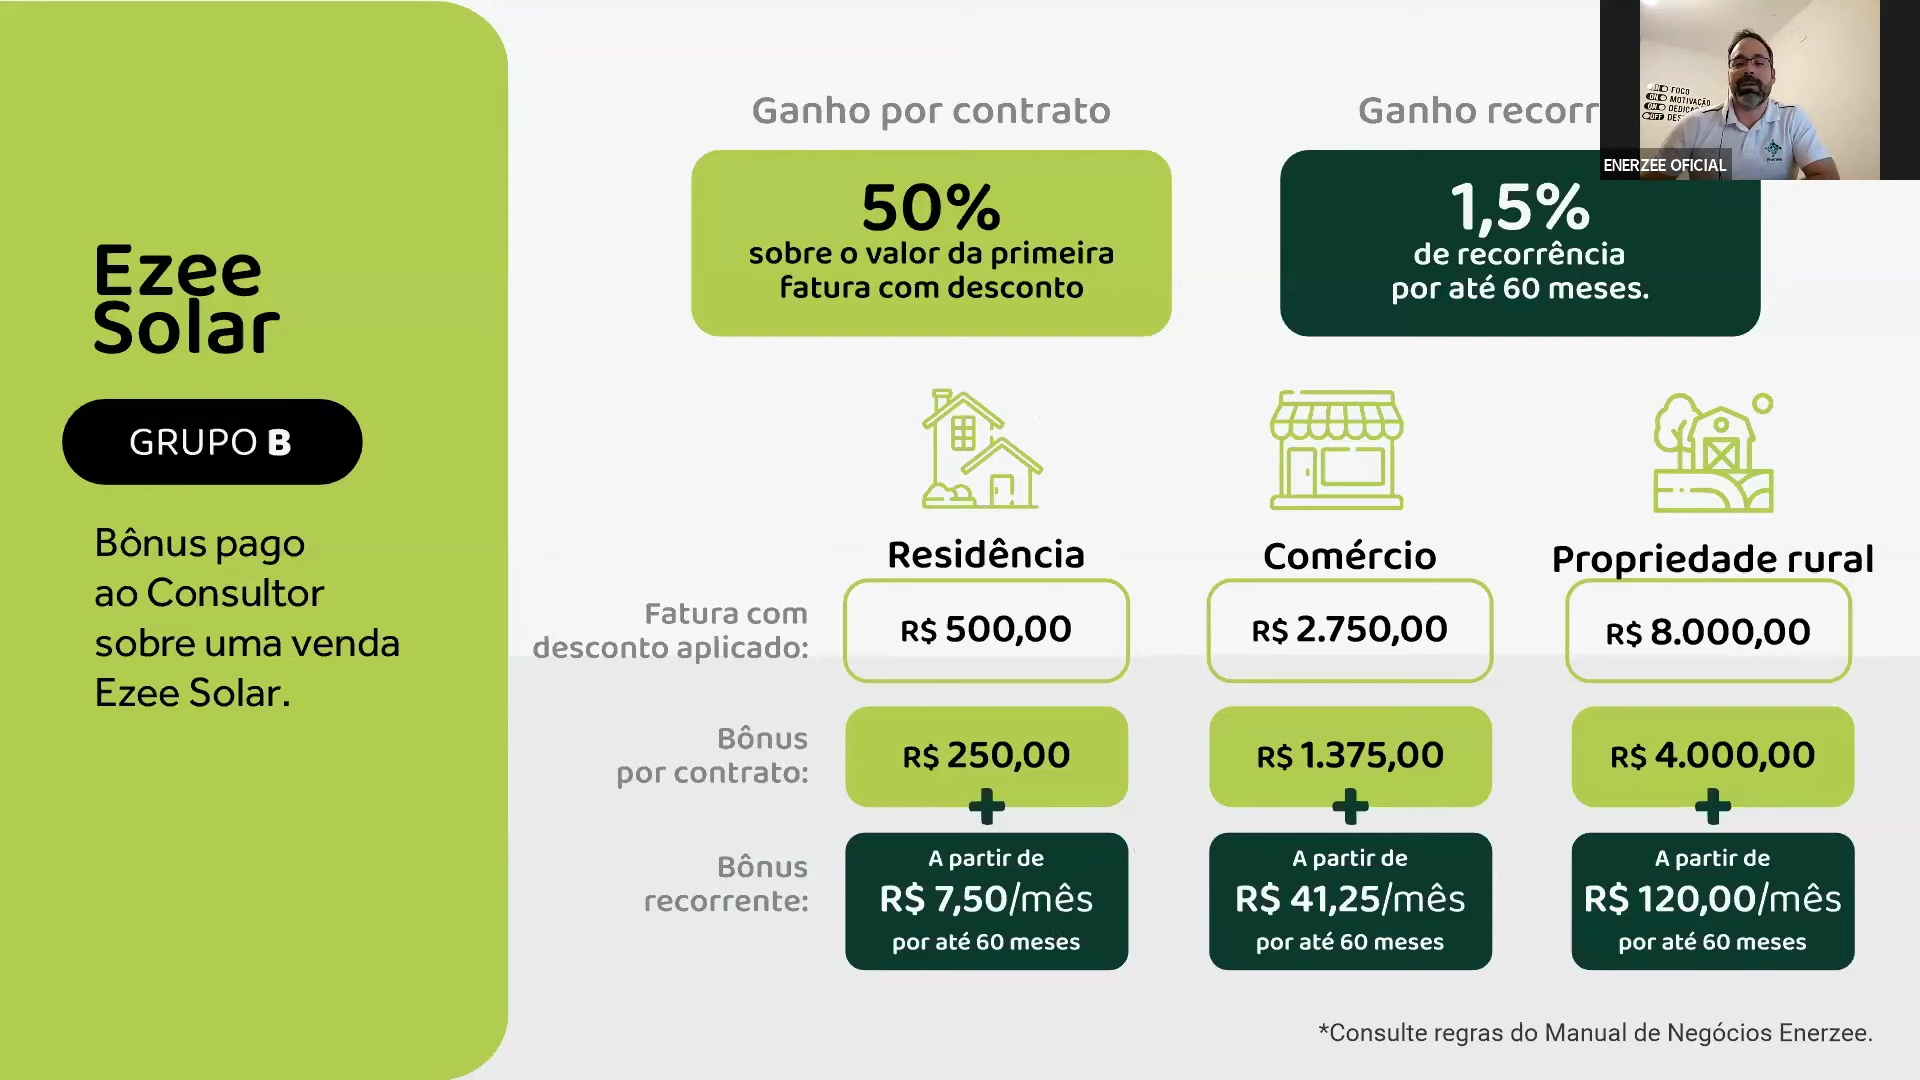 Ezee
Solar
GRUPO B
Bônus pago
ao Consultor
sobre uma venda
Ezee Solar.
Ganho por contrato
50%
sobre o valor da primeira
fatura com desconto
Ganho recorr
1,5%
de recorrência
por até 60 meses.
FOCO
MOTIVAÇÃO
ENERZEE OFICIAL
Residência
Comércio
Propriedade rural
Fatura com
desconto aplicado:
R$ 500,00
R$ 2.750,00
R$ 8.000,00
Bônus
por contrato:
R$ 250,00
R$ 1.375,00
R$ 4.000,00
+
+
+
Bônus
recorrente:
A partir de
R$ 7,50/mês
por até 60 meses
A partir de
R$ 41,25/mês
por até 60 meses
A partir de
R$ 120,00/mês
por até 60 meses
*Consulte regras do Manual de Negócios Enerzee.